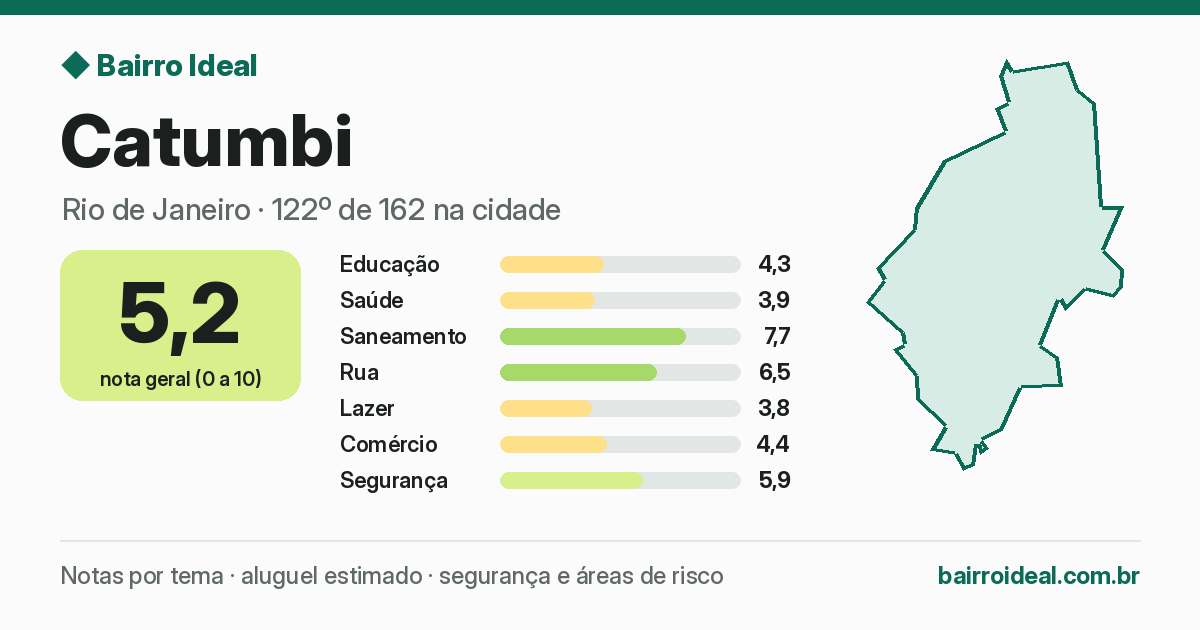 Bairro Ideal
Catumbi
Rio de Janeiro · 122º de 162 na cidade
5,2
nota geral (0 a 10)
Educação 4,3
Saúde 3,9
Saneamento 7,7
Rua 6,5
Lazer 3,8
Comércio 4,4
Segurança 5,9
Notas por tema · aluguel estimado · segurança e áreas de risco
bairroideal.com.br